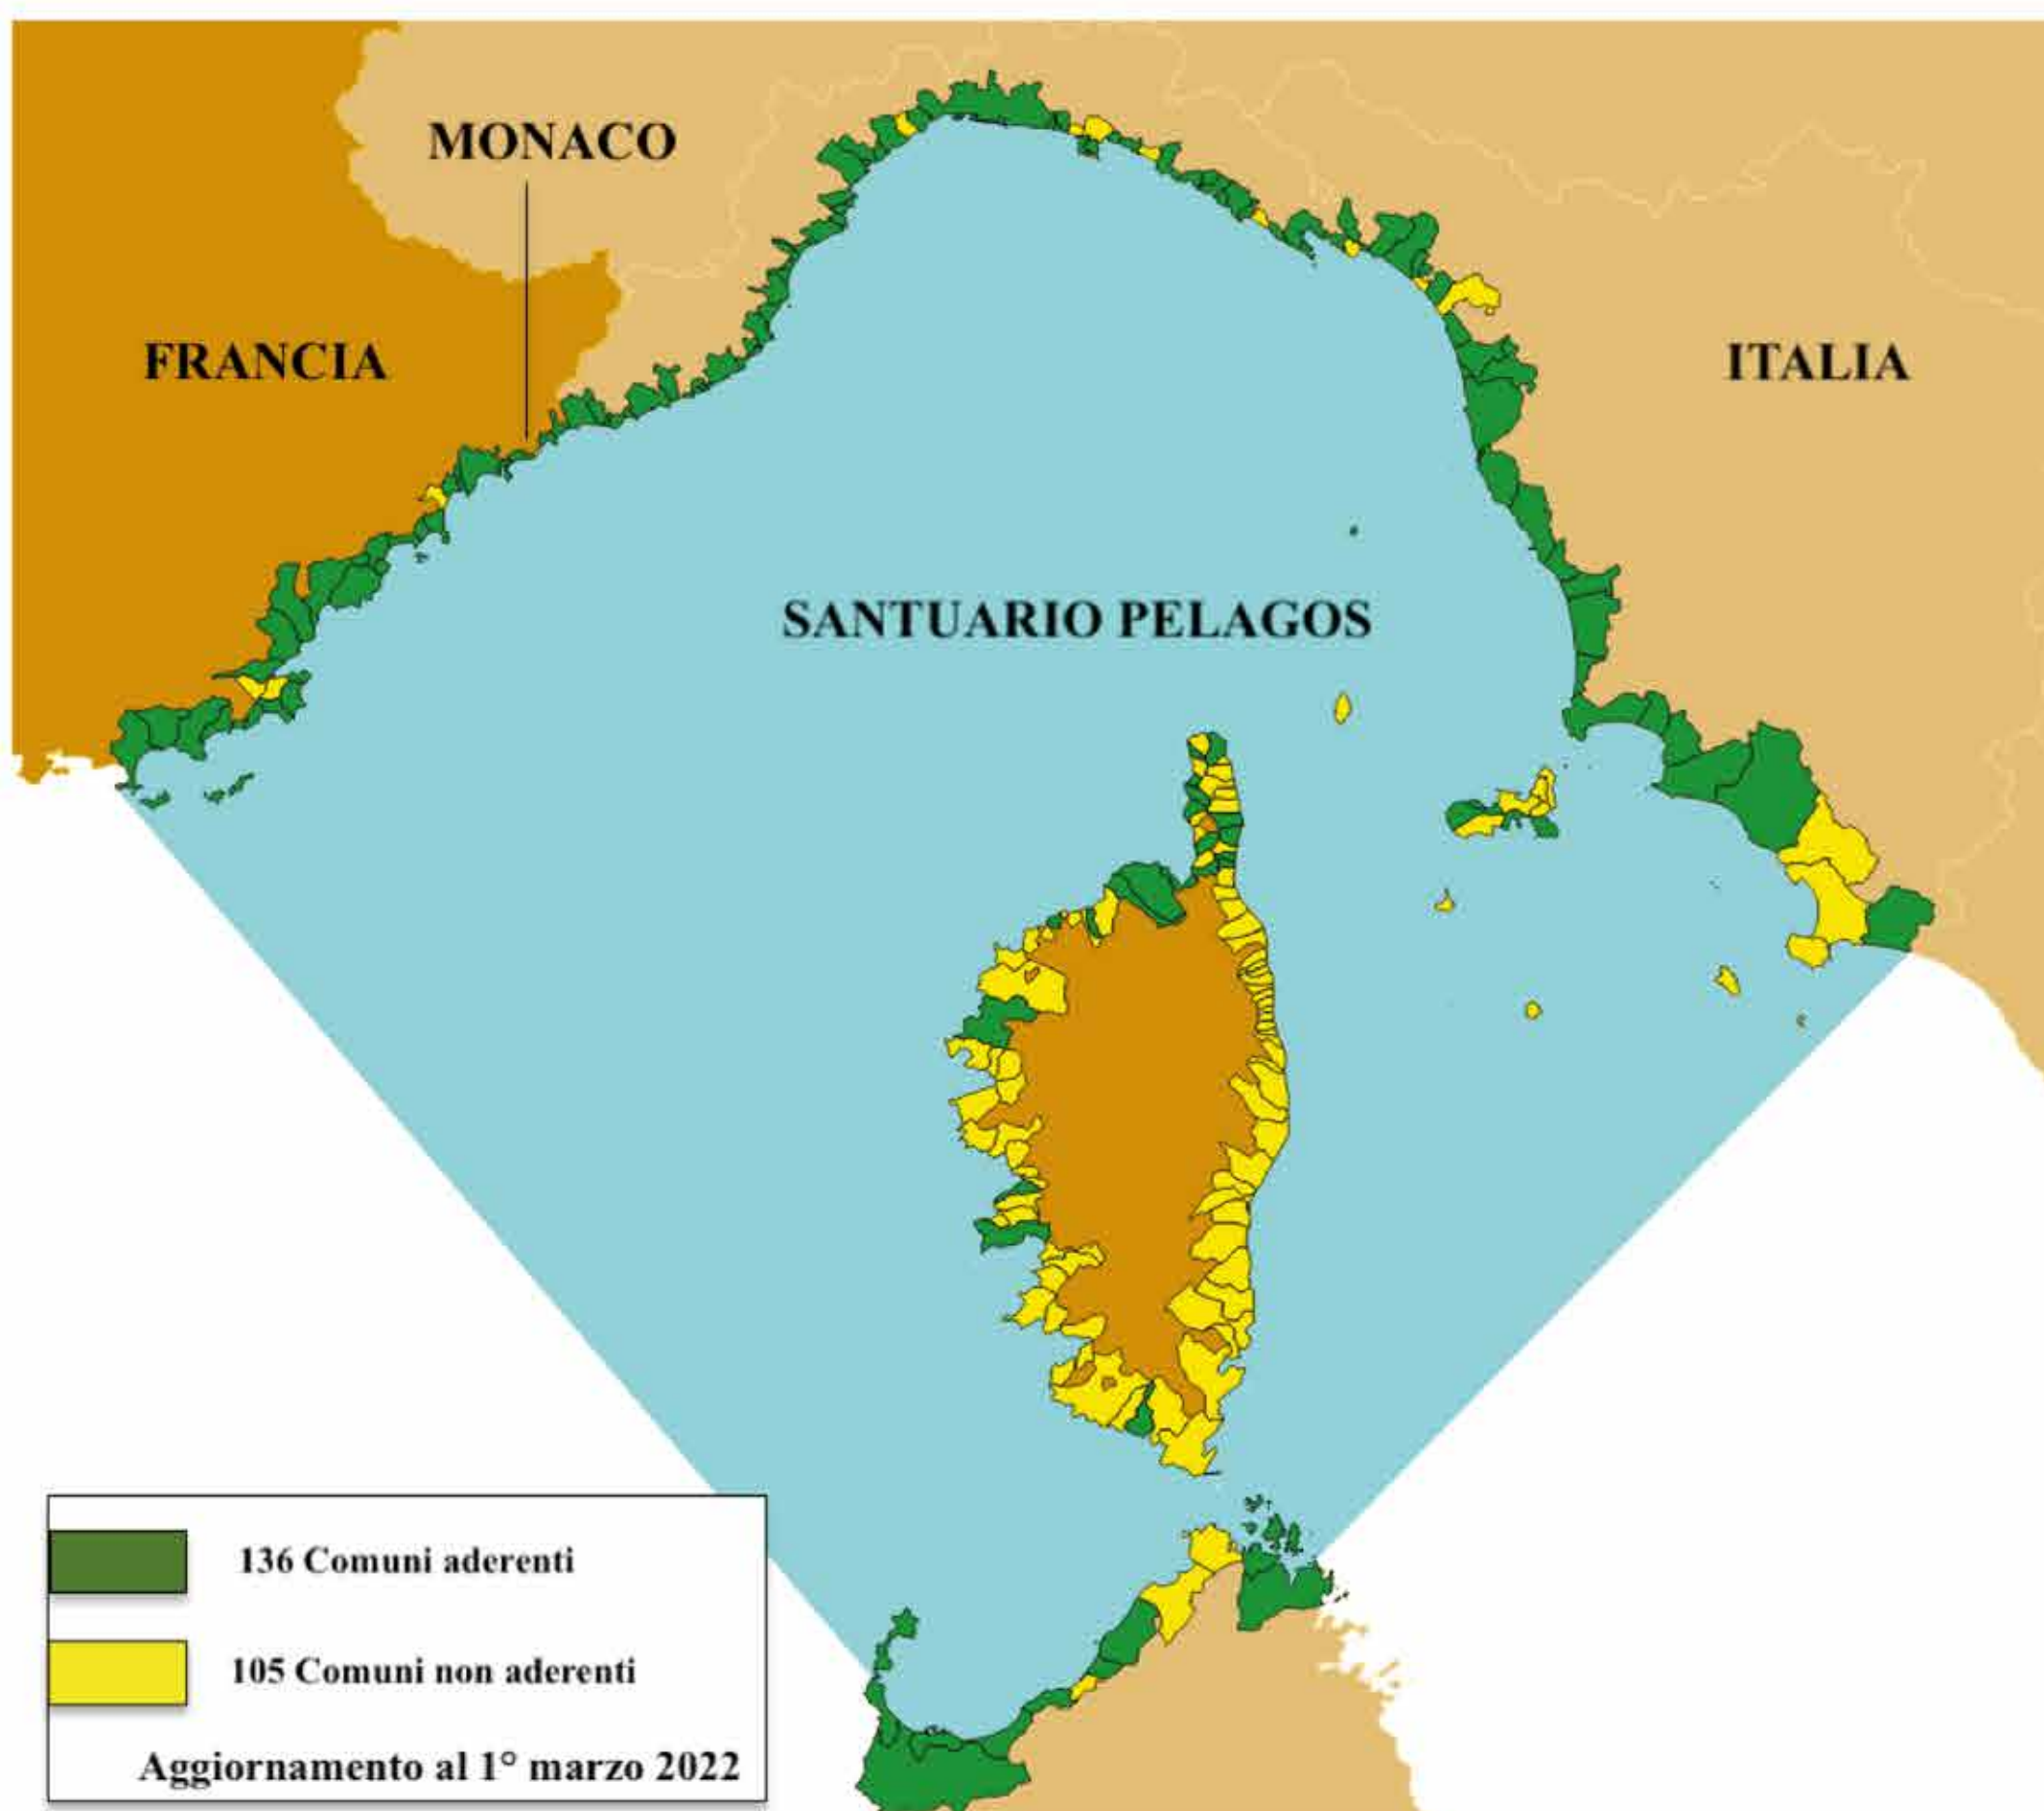 MONACO
FRANCIA
ITALIA
SANTUARIO PELAGOS
136 Comuni aderenti
105 Comuni non aderenti
Aggiornamento al 1° marzo 2022